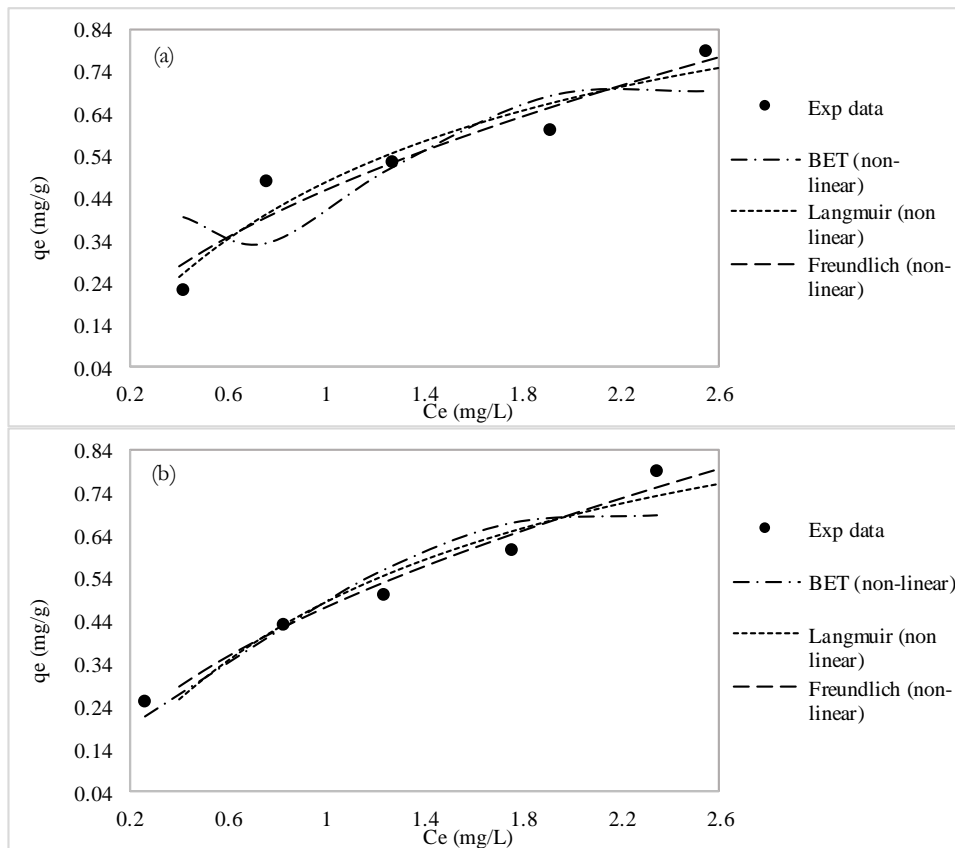 (a)
0.84
0.74
0.64
0.54
0.44
0.34
0.24
0.14
0.04
qe (mg/g)
0.2 0.6 1 1.4 1.8 2.2 2.6
Ce (mg/L)
Exp data
BET (non-
linear)
Langmuir (non
linear)
Freundlich (non-
linear)
(b)
0.84
0.74
0.64
0.54
0.44
0.34
0.24
0.14
0.04
qe (mg/g)
0.2 0.6 1 1.4 1.8 2.2 2.6
Ce (mg/L)
Exp data
BET (non-linear)
Langmuir (non
linear)
Freundlich (non-
linear)